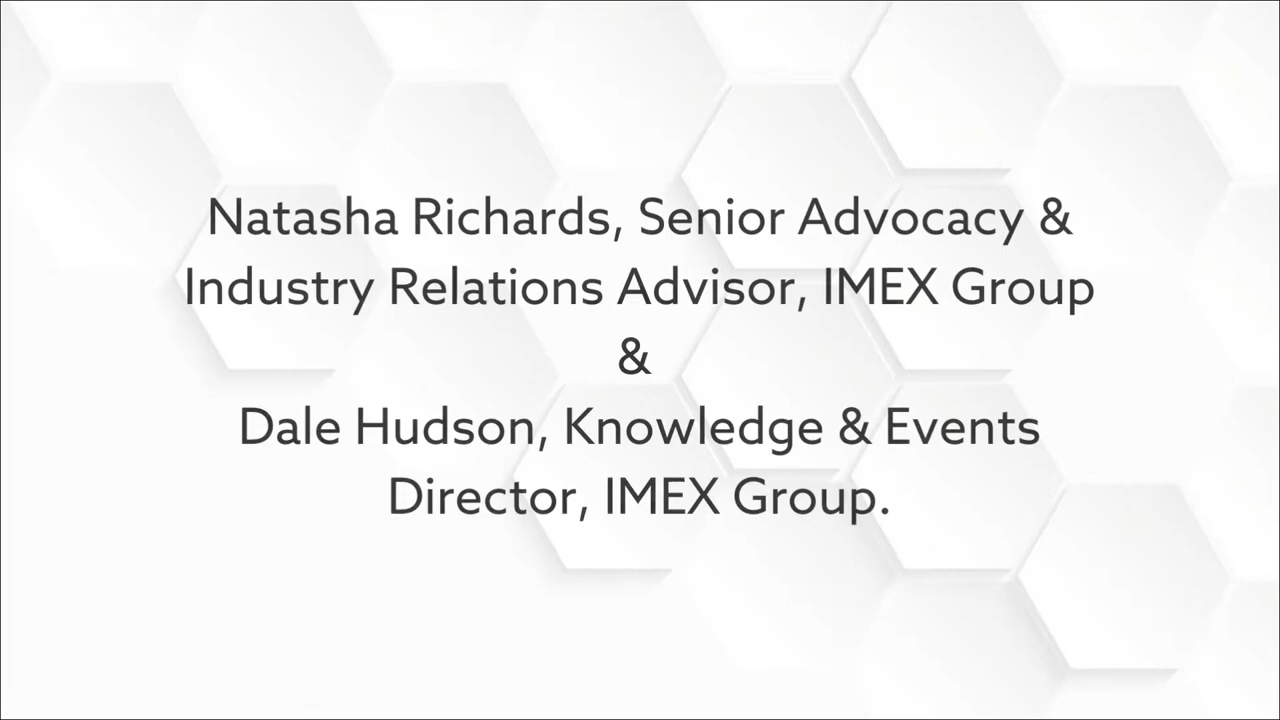 Natasha Richards, Senior Advocacy &
Industry Relations Advisor, IMEX Group
&
Dale Hudson, Knowledge & Events
Director, IMEX Group.